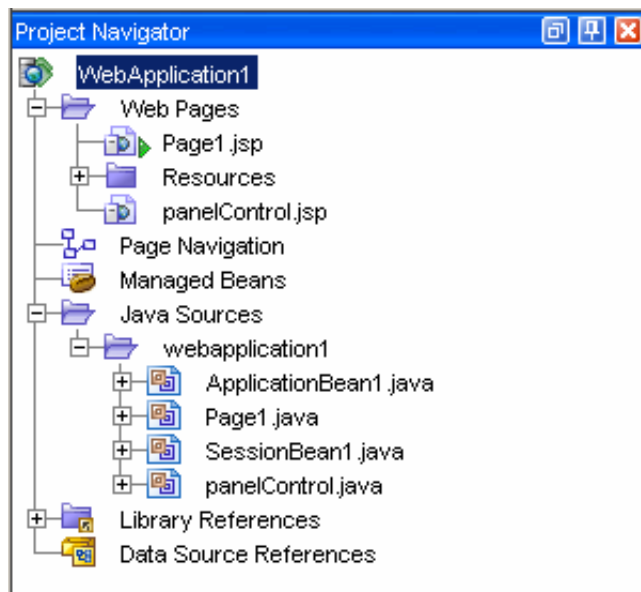 Project Navigator
WebApplication1
Web Pages
Page1.jsp
Resources
panelControl.jsp
Page Navigation
Managed Beans
Java Sources
webapplication1
ApplicationBean1.java
Page1.java
SessionBean1.java
panelControl.java
Library References
Data Source References